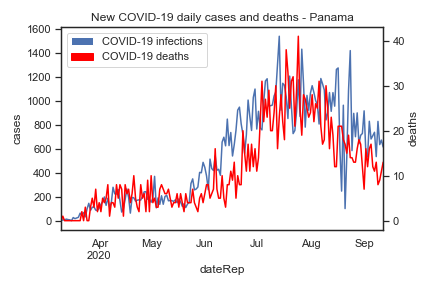 New COVID-19 daily cases and deaths - Panama
COVID-19 infections
COVID-19 deaths
1600
1400
1200
1000
800
600
400
200
0
cases
40
30
20
10
0
deaths
Apr
2020
May
Jun
Jul
Aug
Sep
dateRep